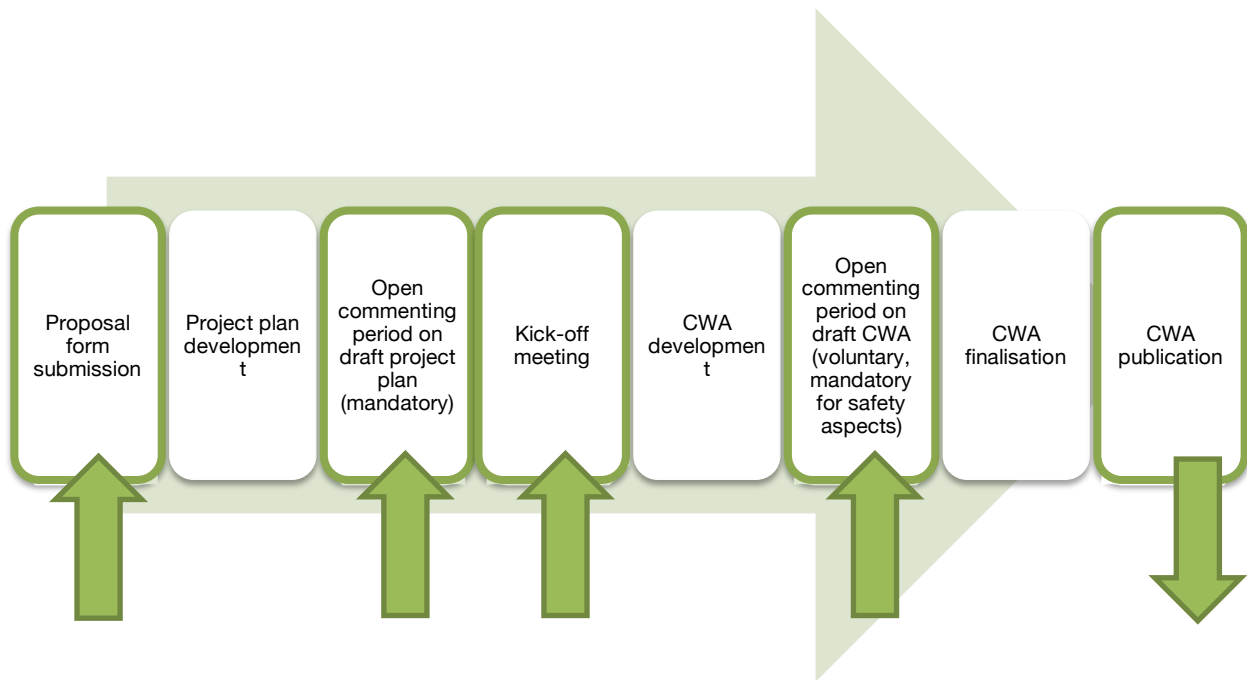 Proposal
form
submission
Project plan
developmen
t
Open
commenting
period on
draft project
plan
(mandatory)
Kick-off
meeting
CWA
developmen
t
Open
commenting
period on
draft CWA
(voluntary,
mandatory
for safety
aspects)
CWA
finalisation
CWA
publication